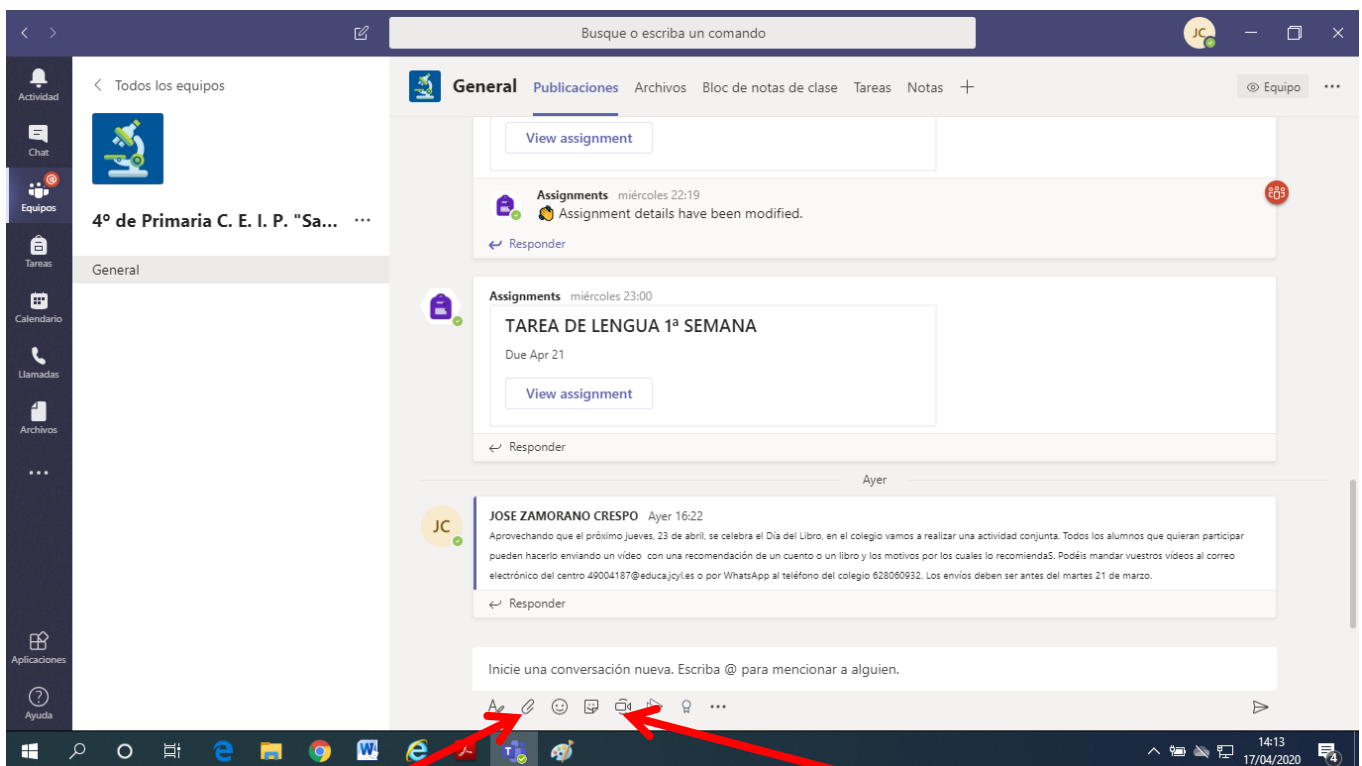 Busque o escriba un comando
JC
Actividad
Chat
Equipos
Tareas
Calendario
Llamadas
Archivos
Aplicaciones
Ayuda
Todos los equipos
4º de Primaria C. E. I. P. "Sa...
General
General Publicaciones Archivos Bloc de notas de clase Tareas Notas
Equipo
View assignment
Assignments miércoles 22:19
Assignment details have been modified.
Responder
Assignments miércoles 23:00
TAREA DE LENGUA 1ª SEMANA
Due Apr 21
View assignment
Responder
Ayer
JC
JOSE ZAMORANO CRESPO Ayer 16:22
Aprovechando que el próximo jueves, 23 de abril, se celebra el Día del Libro, en el colegio vamos a realizar una actividad conjunta. Todos los alumnos que quieran participar
pueden hacerlo enviando un vídeo con una recomendación de un cuento o un libro y los motivos por los cuales lo recomiendaS. Podéis mandar vuestros vídeos al correo
electrónico del centro 49004187@educa.jcyl.es o por WhatsApp al teléfono del colegio 628060932. Los envíos deben ser antes del martes 21 de marzo.
Responder
Inicie una conversación nueva. Escriba @ para mencionar a alguien.
14:13
17/04/2020
4